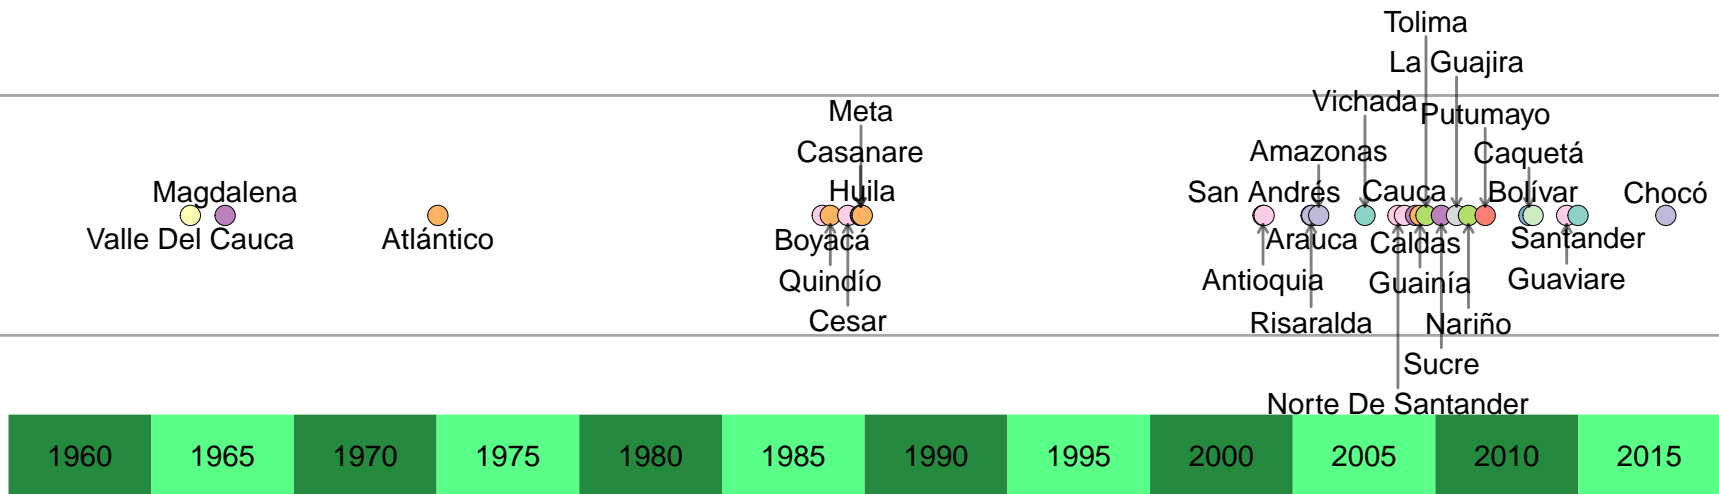 Tolima
La Guajira
Vichada
Putumayo
Meta
Casanare
Amazonas
Caquetá
Magdalena
Huila
San Andrés
Cauca
Bolívar
Chocó
Valle Del Cauca
Atlántico
Boyacá
Arauca
Caldas
Santander
Quindío
Antioquia
Guainía
Guaviare
Cesar
Risaralda
Nariño
Sucre
Norte De Santander
1960 1965 1970 1975 1980 1985 1990 1995 2000 2005 2010 2015